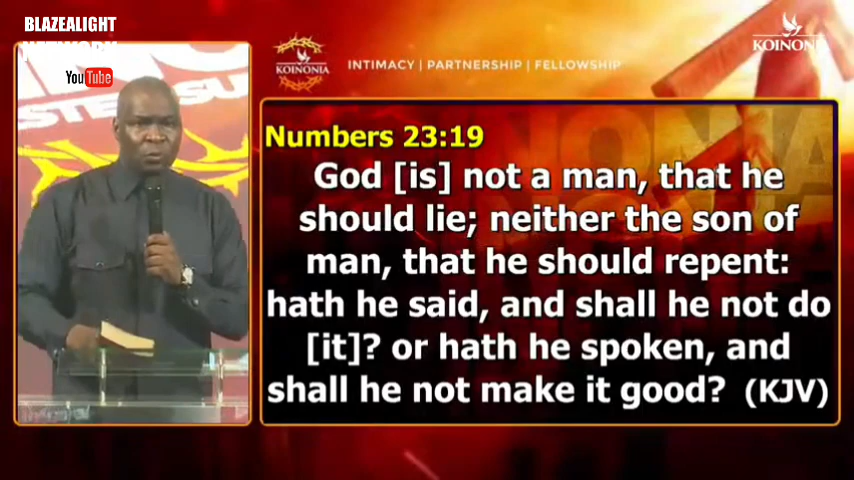 BLAZEALIGHT
NETWORK
YouTube
KOINONIA
INTIMACY | PARTNERSHIP | FELLOWSHIP
KOINONIA
Numbers 23:19
God [is] not a man, that he
should lie; neither the son of
man, that he should repent:
hath he said, and shall he not do
[it]? or hath he spoken, and
shall he not make it good? (KJV)